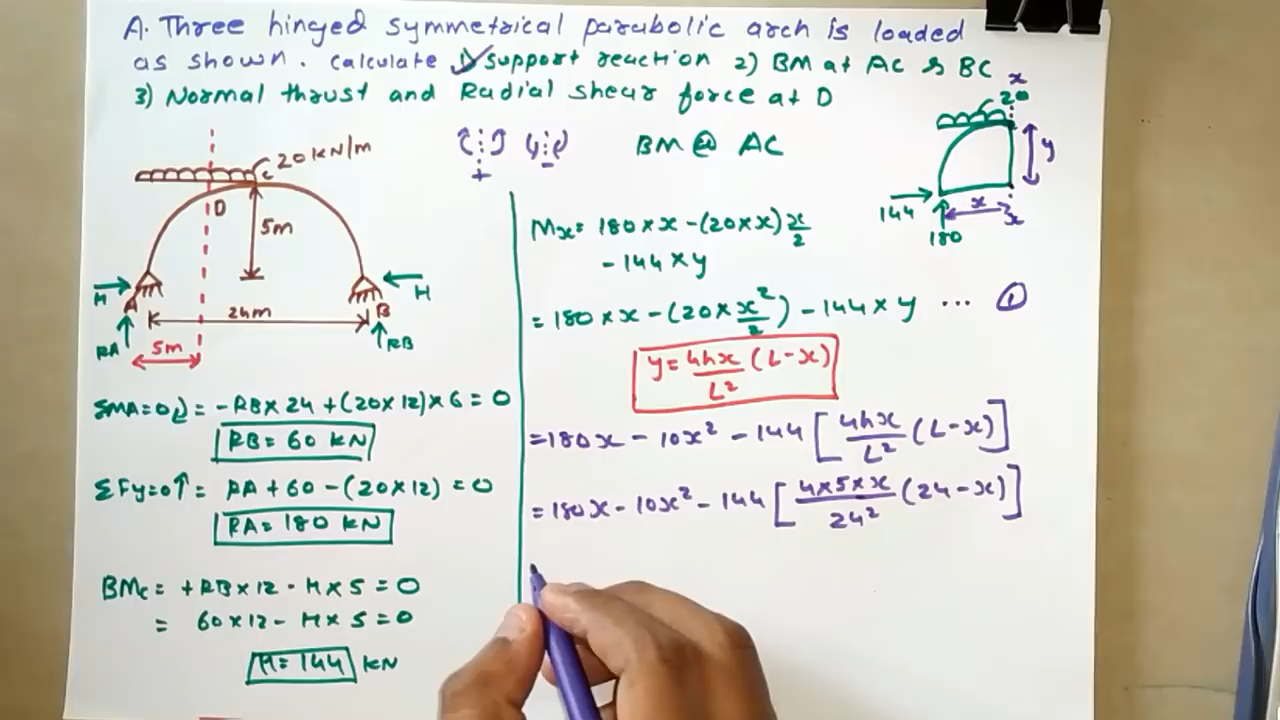 A. Three hinged symmetrical parabolic arch is loaded
as shown. Calculate 1) support reaction 2) BM at AC & BC
3) Normal thrust and Radial shear force at D
20 kN/m
C
D
5m
H
H
A
B
24m
RA
RB
5m
ΣMA=0↻ = -RB×24 + (20×12)×6 = 0
RB = 60 kN
ΣFy=0↑ = RA + 60 - (20×12) = 0
RA = 180 kN
BMc = +RB×12 - H×5 = 0
= 60×12 - H×5 = 0
H = 144 kN
+
-
BM @ AC
x
20
y
144
x
x
180
Mx = 180×x - (20×x)x/2
- 144×y
= 180×x - (20×x²/2) - 144×y ... ①
y = 4hx/L² (L-x)
= 180x - 10x² - 144 [4hx/L² (L-x)]
= 180x - 10x² - 144 [4×5×x/24² (24-x)]